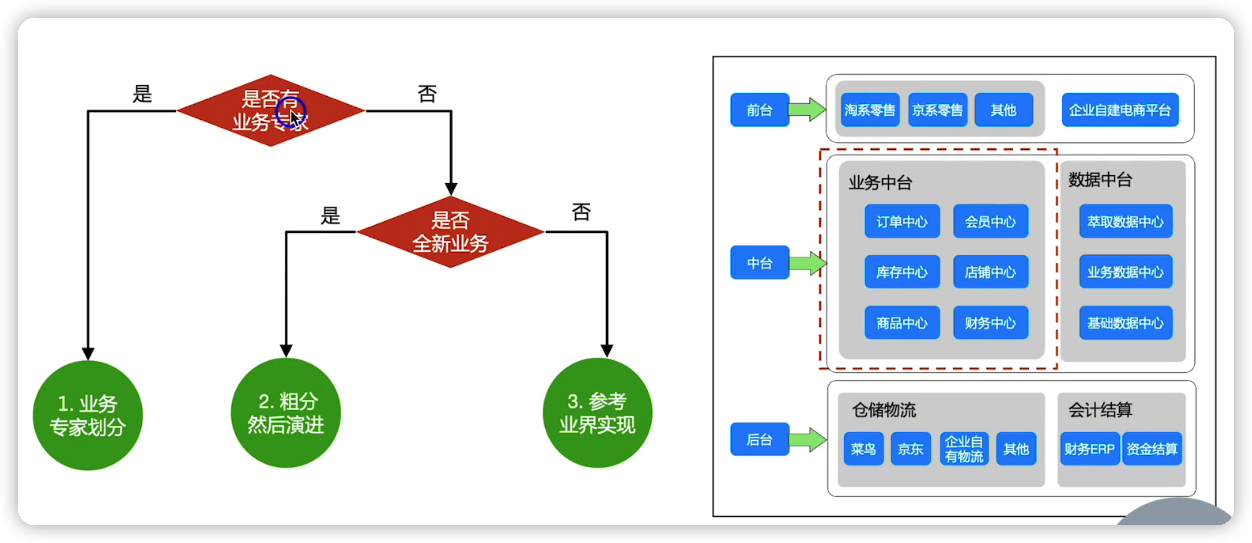 是
否
是否有
业务专家
是
否
是否
全新业务
1. 业务
专家划分
2. 粗分
然后演进
3. 参考
业界实现
前台
淘系零售
京系零售
其他
企业自建电商平台
中台
业务中台
订单中心
会员中心
库存中心
店铺中心
商品中心
财务中心
数据中台
萃取数据中心
业务数据中心
基础数据中心
后台
仓储物流
菜鸟
京东
企业自
有物流
其他
会计结算
财务ERP
资金结算